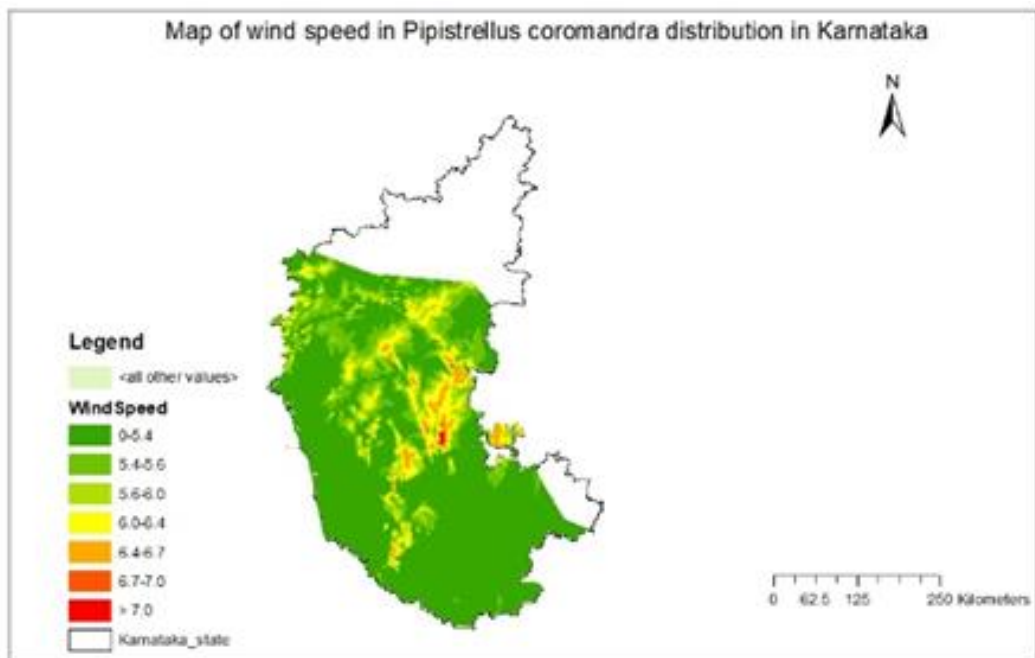 Map of wind speed in Pipistrellus coromandra distribution in Karnataka
N
Legend
<all other values>
WindSpeed
0-5.4
5.4-5.6
5.6-6.0
6.0-6.4
6.4-6.7
6.7-7.0
> 7.0
Karnataka_state
0 62.5 125 250 Kilometers